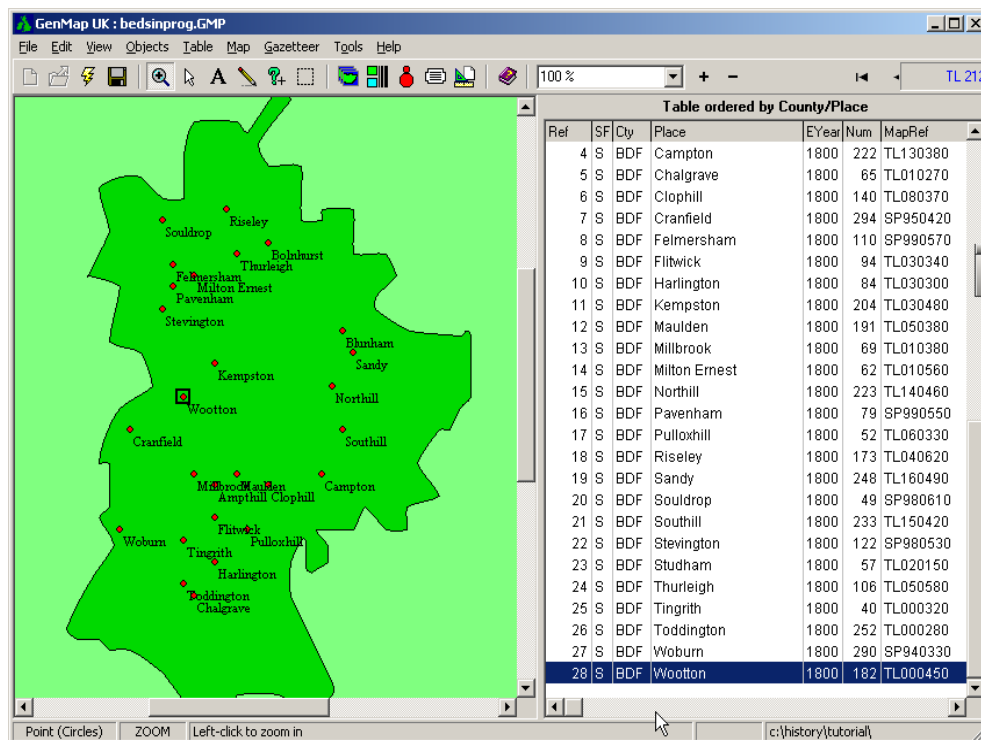 GenMap UK : bedsinprog.GMP
File Edit View Objects Table Map Gazetteer Tools Help
A
100 %
TL 212
Table ordered by County/Place
Ref SF Cty Place EYear Num MapRef
4 S BDF Campton 1800 222 TL130380
5 S BDF Chalgrave 1800 65 TL010270
6 S BDF Clophill 1800 140 TL080370
7 S BDF Cranfield 1800 294 SP950420
8 S BDF Felmersham 1800 110 SP990570
9 S BDF Flitwick 1800 94 TL030340
10 S BDF Harlington 1800 84 TL030300
11 S BDF Kempston 1800 204 TL030480
12 S BDF Maulden 1800 191 TL050380
13 S BDF Millbrook 1800 69 TL010380
14 S BDF Milton Ernest 1800 62 TL010560
15 S BDF Northill 1800 223 TL140460
16 S BDF Pavenham 1800 79 SP990550
17 S BDF Pulloxhill 1800 52 TL060330
18 S BDF Riseley 1800 173 TL040620
19 S BDF Sandy 1800 248 TL160490
20 S BDF Souldrop 1800 49 SP980610
21 S BDF Southill 1800 233 TL150420
22 S BDF Stevington 1800 122 SP980530
23 S BDF Studham 1800 57 TL020150
24 S BDF Thurleigh 1800 106 TL050580
25 S BDF Tingrith 1800 40 TL000320
26 S BDF Toddington 1800 252 TL000280
27 S BDF Woburn 1800 290 SP940330
28 S BDF Wootton 1800 182 TL000450
Riseley
Souldrop
Bolnhurst
Thurleigh
Felmersham
Milton Ernest
Pavenham
Stevington
Blunham
Sandy
Kempston
Northill
Wootton
Cranfield
Southill
Millbrook Maulden Campton
Ampthill Clophill
Flitwick
Woburn
Pulloxhill
Tingrith
Harlington
Toddington
Chalgrave
Point (Circles) ZOOM Left-click to zoom in c:\history\tutorial\